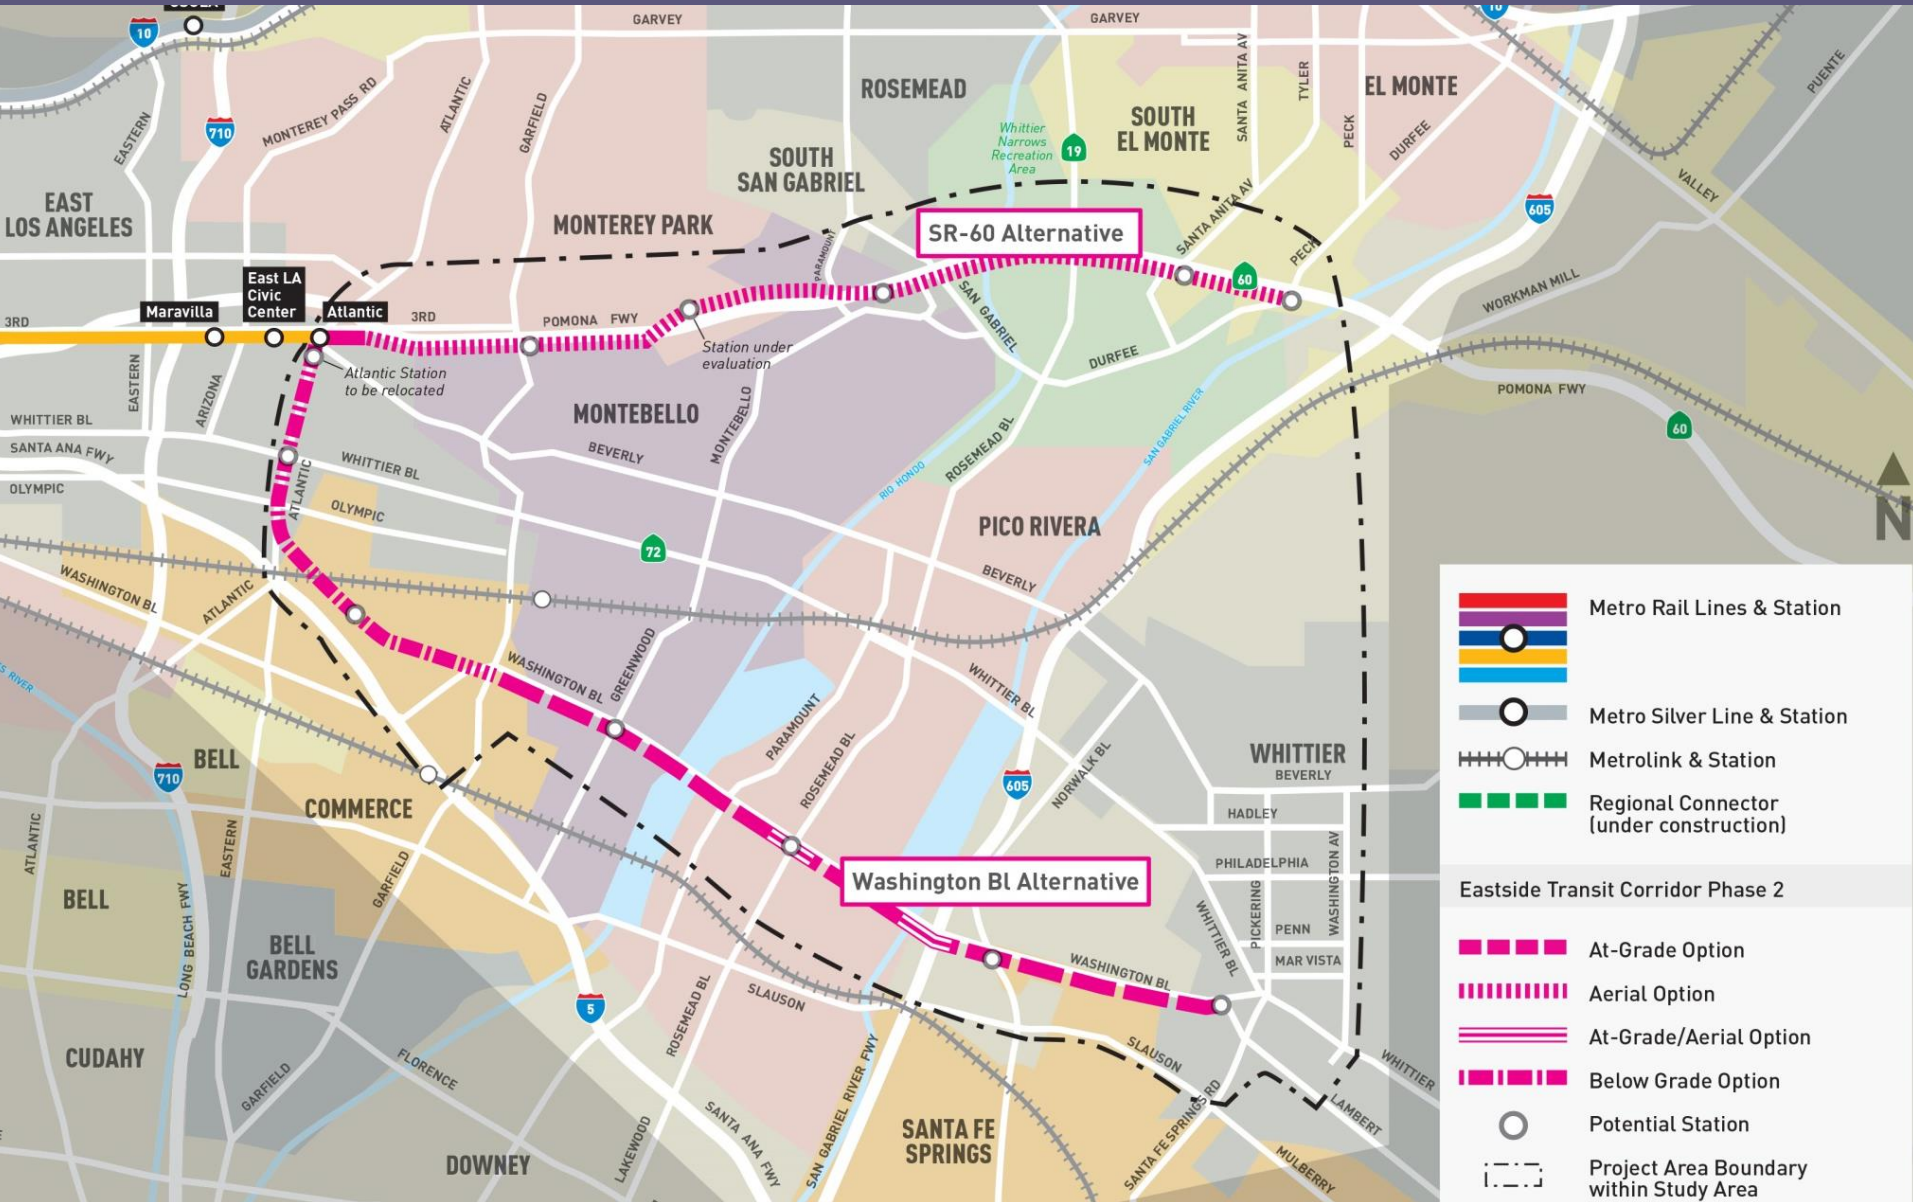 10
GARVEY
GARVEY
10
ROSEMEAD
EL MONTE
SOUTH
EL MONTE
SANTA ANITA AV
TYLER
PECK
DURFEE
PUENTE
EASTERN
710
MONTEREY PASS RD
ATLANTIC
GARFIELD
Whittier
Narrows
Recreation
Area
19
SOUTH
SAN GABRIEL
VALLEY
EAST
LOS ANGELES
MONTEREY PARK
SR-60 Alternative
SANTA ANITA AV
605
PARAMOUNT
PECK
60
East LA
Civic
Center
Maravilla
Atlantic
WORKMAN MILL
3RD
3RD
POMONA FWY
SAN GABRIEL
Station under
evaluation
DURFEE
Atlantic Station
to be relocated
EASTERN
ARIZONA
POMONA FWY
60
MONTEBELLO
MONTEBELLO
WHITTIER BL
SANTA ANA FWY
OLYMPIC
BEVERLY
WHITTIER BL
ATLANTIC
OLYMPIC
ROSEMEAD BL
SAN GABRIEL RIVER
RIO HONDO
N
PICO RIVERA
72
BEVERLY
WASHINGTON BL
ATLANTIC
WASHINGTON BL
GREENWOOD
WHITTIER BL
S RIVER
PARAMOUNT
ROSEMEAD BL
NORWALK BL
WHITTIER
BEVERLY
710
BELL
COMMERCE
605
HADLEY
PHILADELPHIA
WASHINGTON AV
ATLANTIC
EASTERN
GARFIELD
BELL
LONG BEACH FWY
Washington Bl Alternative
WHITTIER BL
PICKERING
PENN
MAR VISTA
BELL
GARDENS
WASHINGTON BL
SLAUSON
ROSEMEAD BL
5
CUDAHY
GARFIELD
FLORENCE
SLAUSON
WHITTIER
LAMBERT
SAN GABRIEL RIVER FWY
SANTA FE SPRINGS RD
SANTA FE
SPRINGS
DOWNEY
LAKEWOOD
SANTA ANA FWY
MULBERRY
Metro Rail Lines & Station
Metro Silver Line & Station
Metrolink & Station
Regional Connector
(under construction)
Eastside Transit Corridor Phase 2
At-Grade Option
Aerial Option
At-Grade/Aerial Option
Below Grade Option
Potential Station
Project Area Boundary
within Study Area